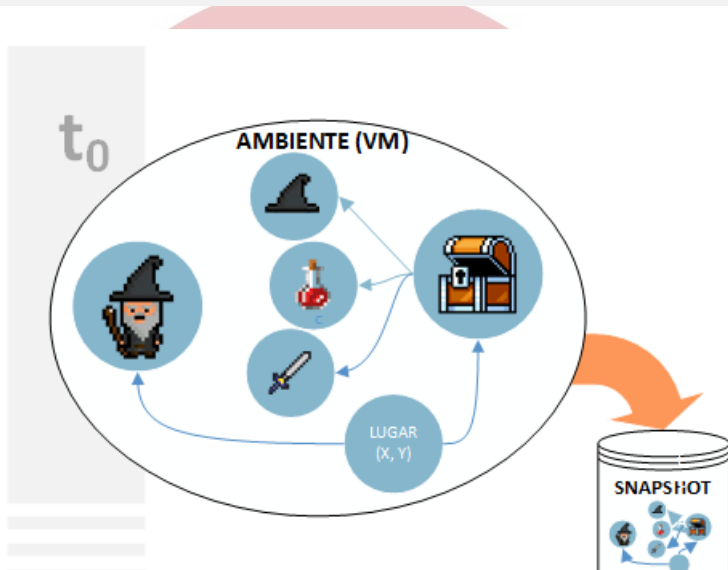 t0
AMBIENTE (VM)
C
LUGAR
(X, Y)
SNAPSHOT